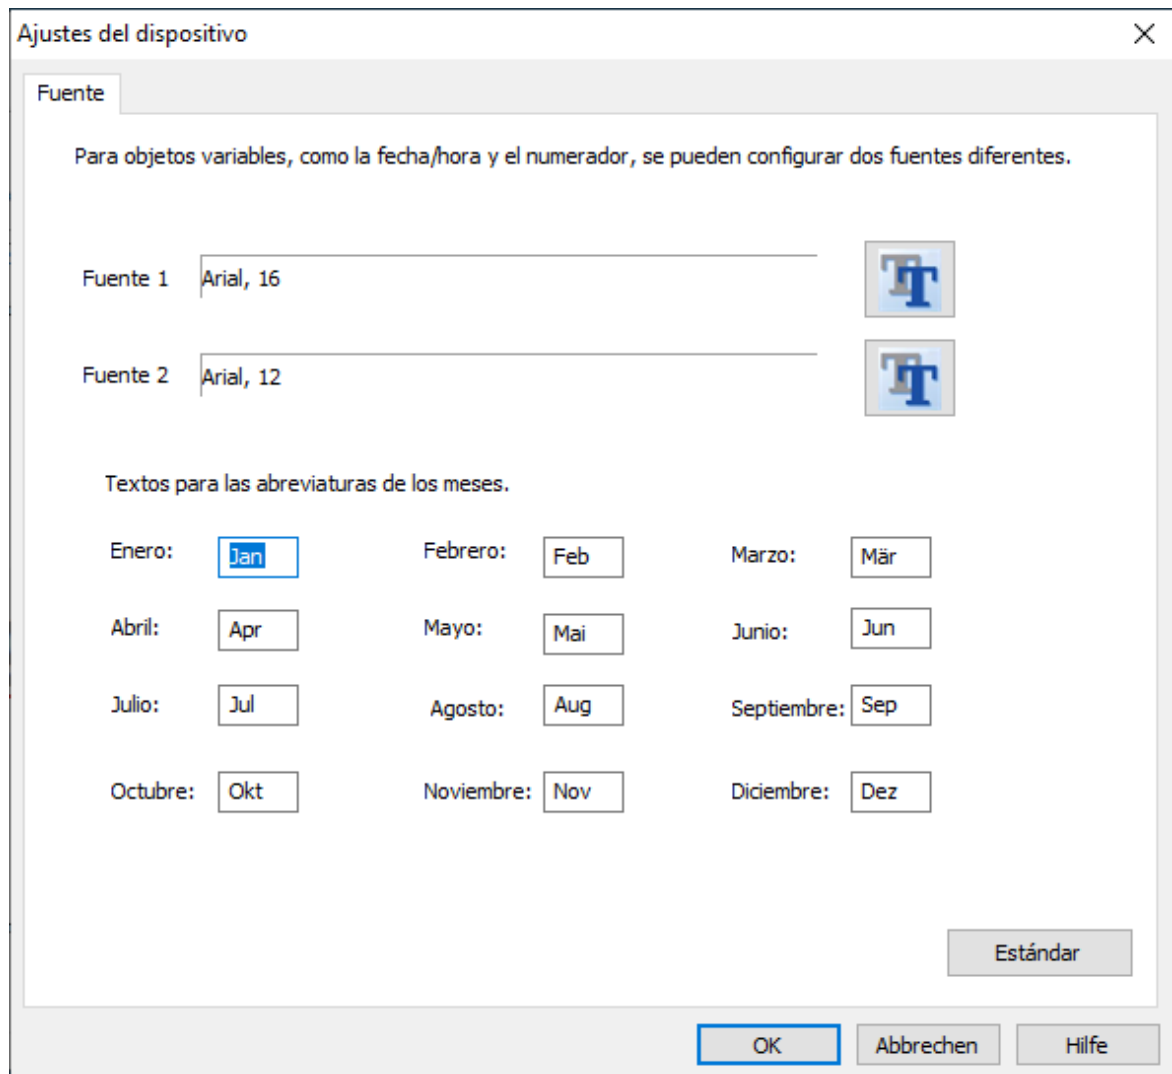 Ajustes del dispositivo
Fuente
Para objetos variables, como la fecha/hora y el numerador, se pueden configurar dos fuentes diferentes.
Fuente 1 Arial, 16
Fuente 2 Arial, 12
Textos para las abreviaturas de los meses.
Enero: Jan Febrero: Feb Marzo: Mär
Abril: Apr Mayo: Mai Junio: Jun
Julio: Jul Agosto: Aug Septiembre: Sep
Octubre: Okt Noviembre: Nov Diciembre: Dez
Estándar
OK Abbrechen Hilfe